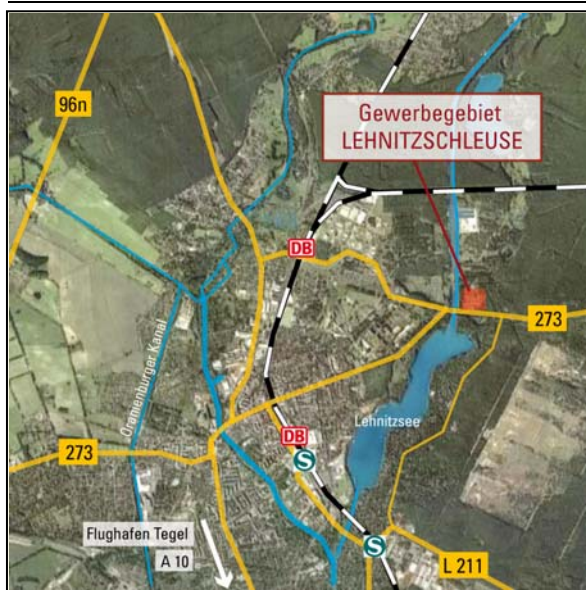 96n
Gewerbegebiet
LEHNITZSCHLEUSE
DB
273
Oranienburger Kanal
Lehnitzsee
DB
S
273
Flughafen Tegel
A 10
S
L 211